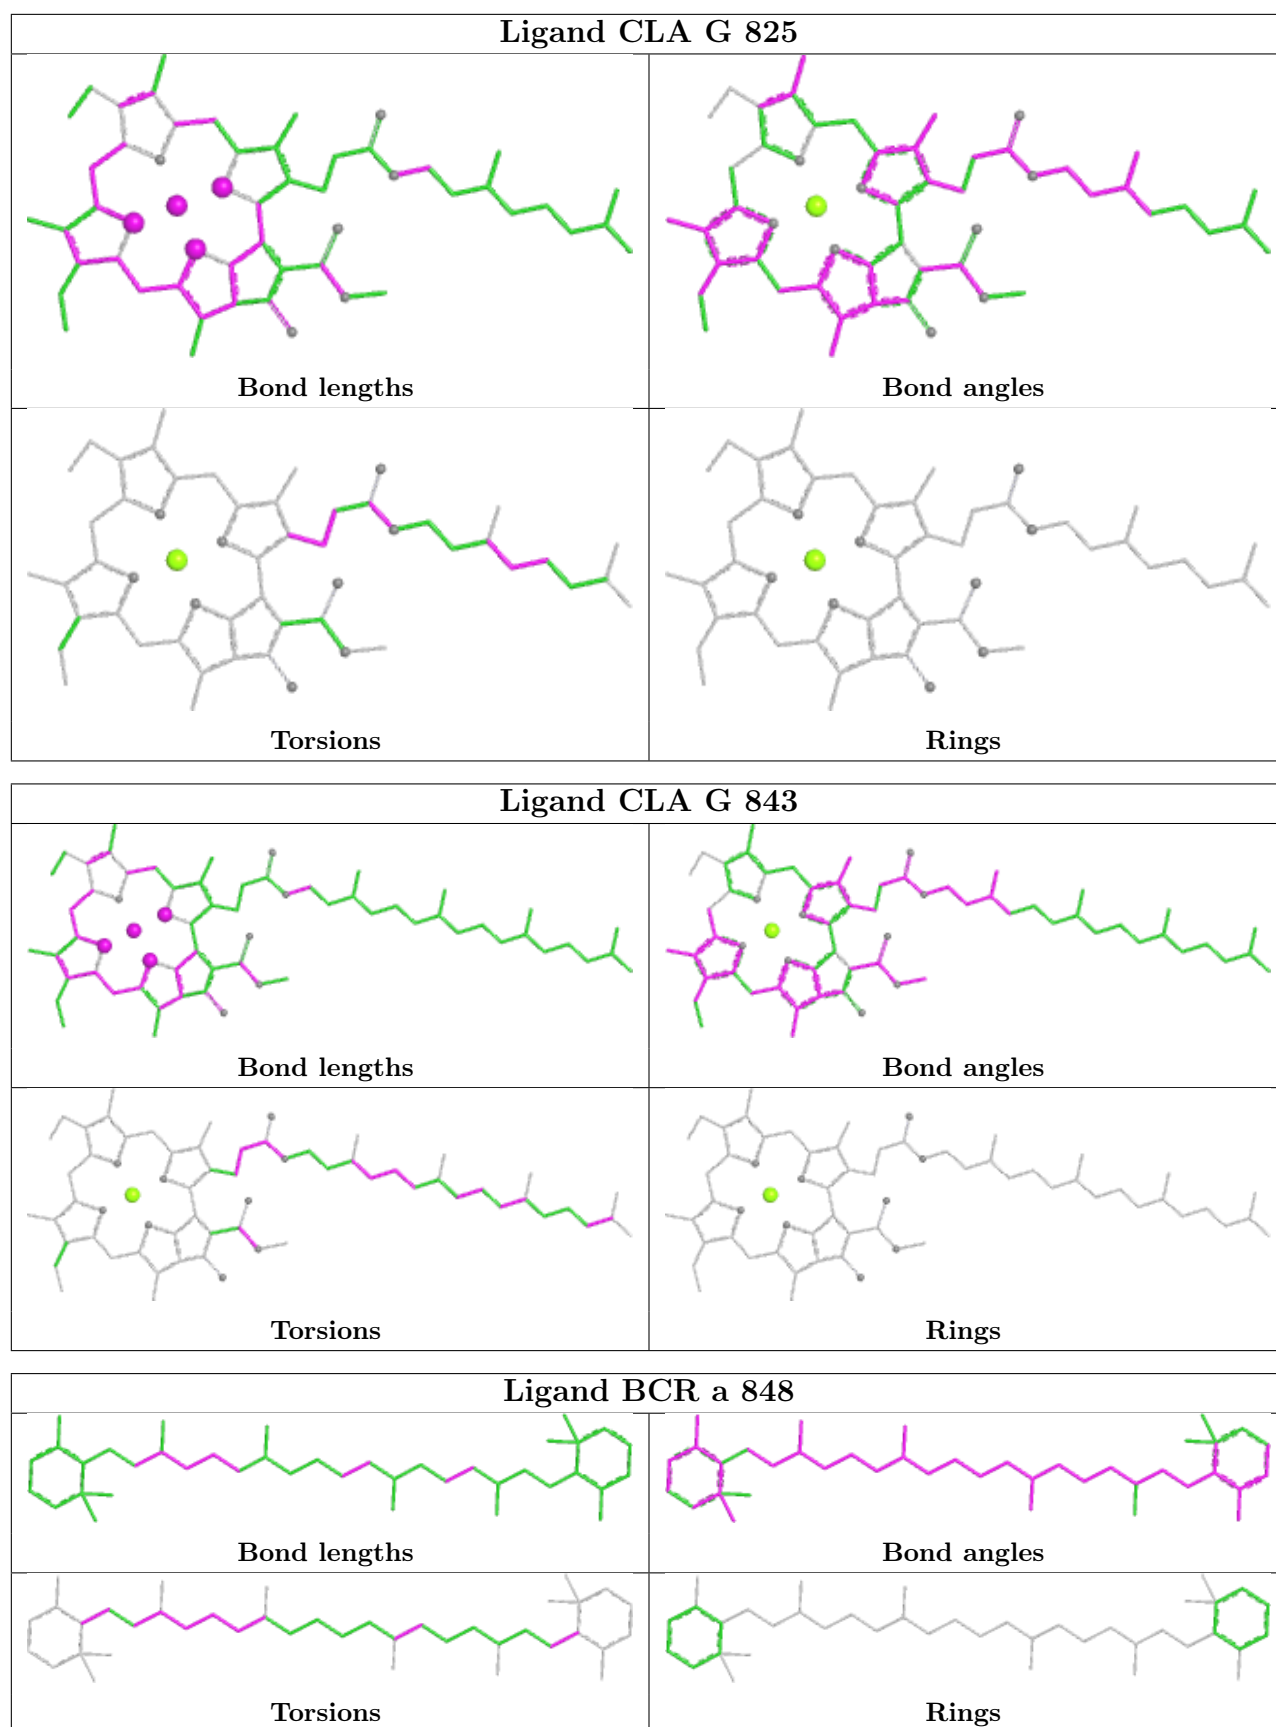 Ligand CLA G 825
Bond lengths
Bond angles
Torsions
Rings
Ligand CLA G 843
Bond lengths
Bond angles
Torsions
Rings
Ligand BCR a 848
Bond lengths
Bond angles
Torsions
Rings